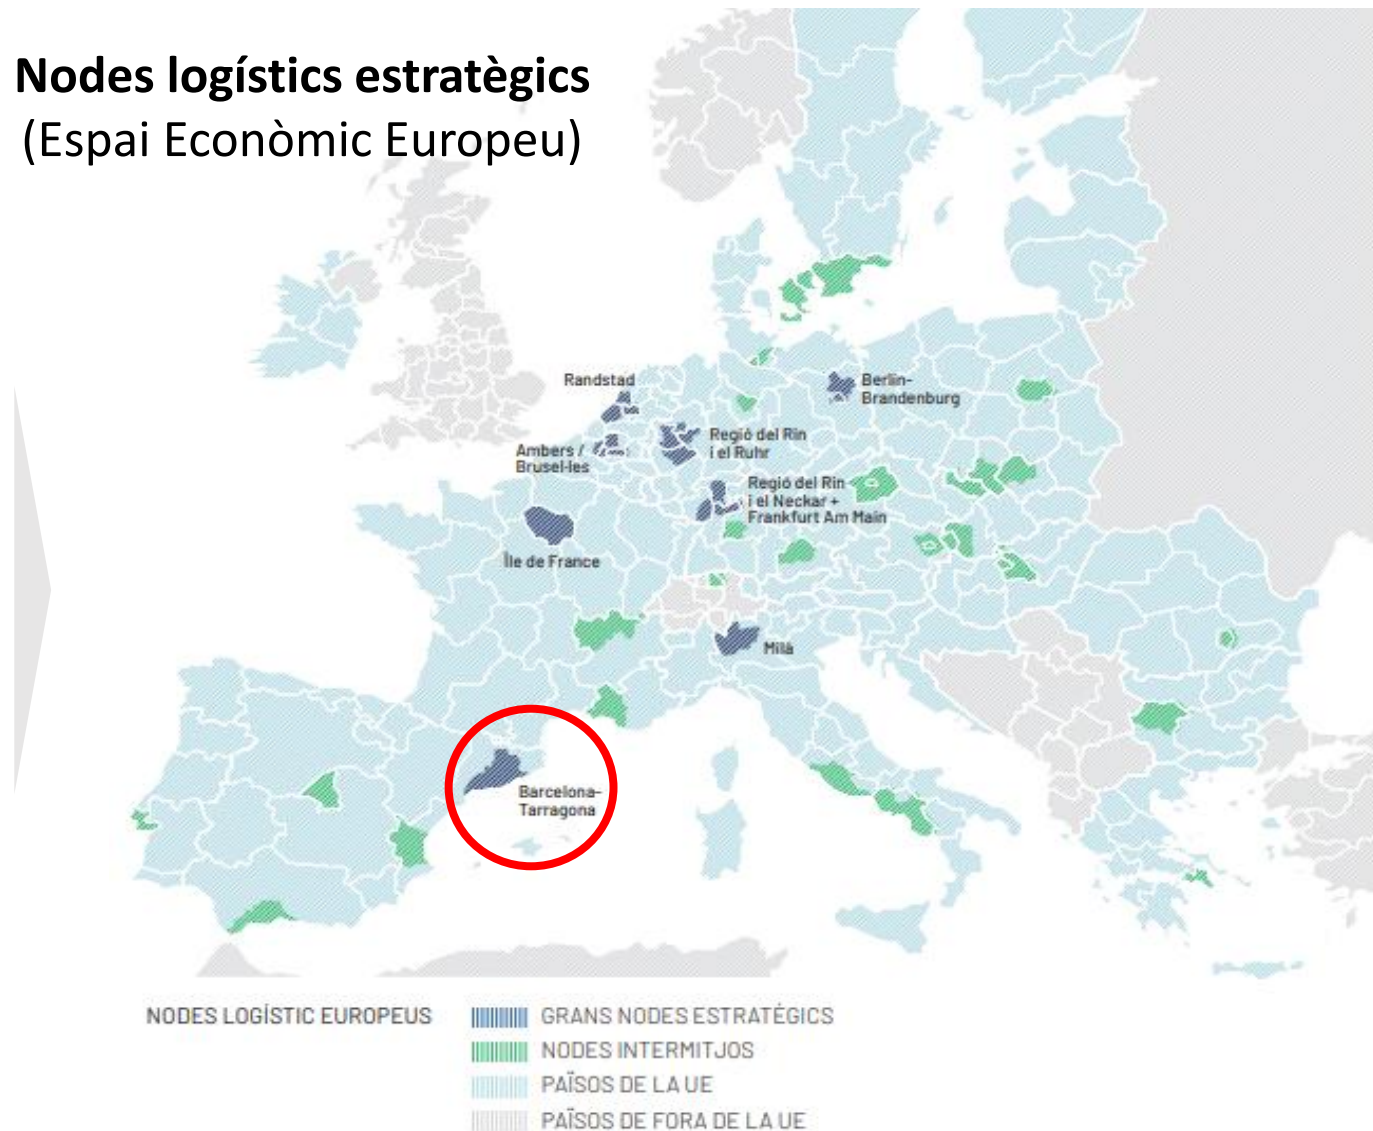 Nodes logístics estratègics
(Espai Econòmic Europeu)
Randstad
Berlin-
Brandenburg
Ambers /
Brusel·les
Regió del Rin
i el Ruhr
Regió del Rin
i el Neckar +
Frankfurt Am Main
Île de France
Milà
Barcelona-
Tarragona
NODES LOGÍSTIC EUROPEUS
GRANS NODES ESTRATÉGICS
NODES INTERMITJOS
PAÏSOS DE LA UE
PAÏSOS DE FORA DE LA UE